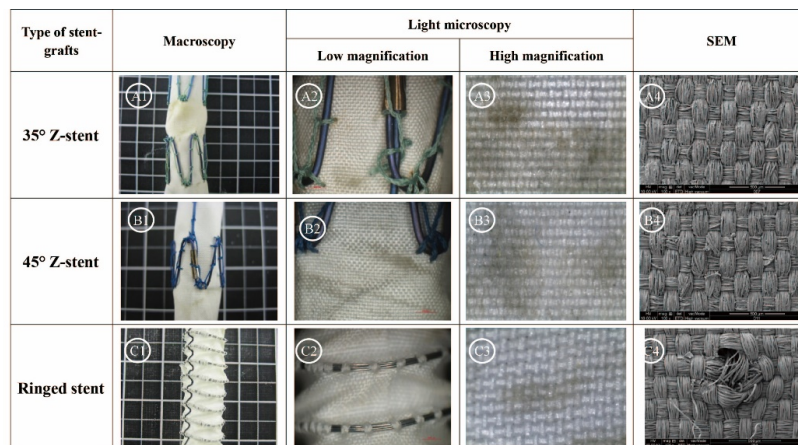 Type of stent-
grafts
Macroscopy
Light microscopy
Low magnification
High magnification
SEM
35° Z-stent
A1
A2
A3
A4
45° Z-stent
B1
B2
B3
B4
Ringed stent
C1
C2
C3
C4